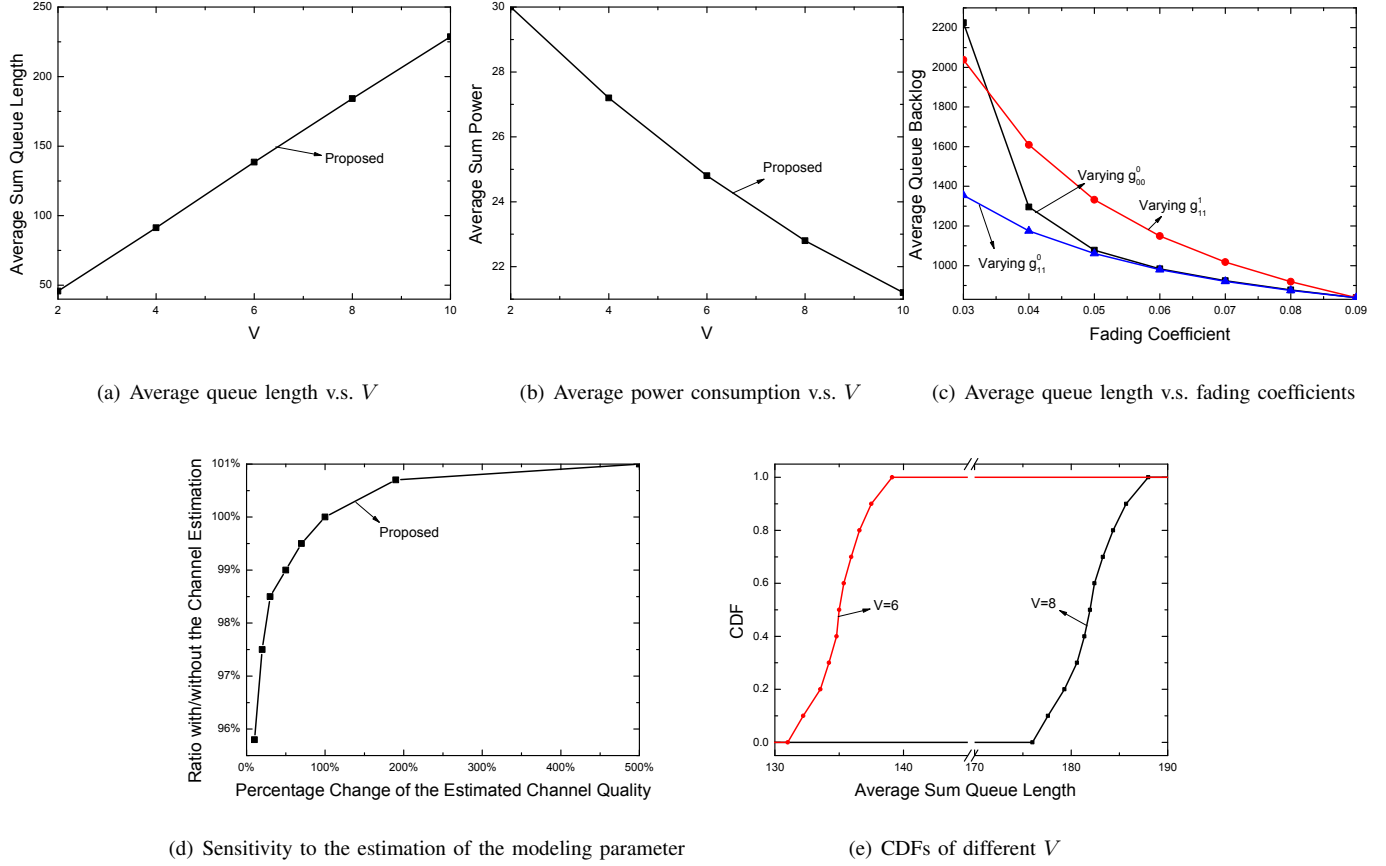 250
200
150
100
50
Average Sum Queue Length
Proposed
2 4 6 8 10
V
(a) Average queue length v.s. V
30
28
26
24
22
Average Sum Power
Proposed
2 4 6 8 10
V
(b) Average power consumption v.s. V
2200
2000
1800
1600
1400
1200
1000
Average Queue Backlog
Varying g⁰₀₀
Varying g¹₁₁
Varying g⁰₁₁
0.03 0.04 0.05 0.06 0.07 0.08 0.09
Fading Coefficient
(c) Average queue length v.s. fading coefficients
101%
100%
99%
98%
97%
96%
Ratio with/without the Channel Estimation
Proposed
0% 100% 200% 300% 400% 500%
Percentage Change of the Estimated Channel Quality
(d) Sensitivity to the estimation of the modeling parameter
1.0
0.8
0.6
0.4
0.2
0.0
CDF
V=6
V=8
130 140 170 180 190
Average Sum Queue Length
(e) CDFs of different V